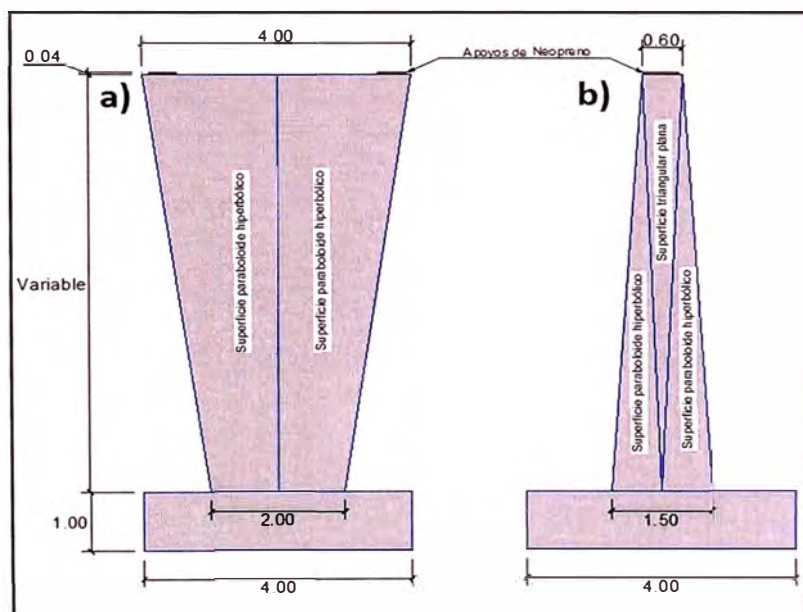 4.00
0.60
0.04
Apoyos de Neopreno
a)
b)
Superficie paraboloide hiperbólico
Superficie paraboloide hiperbólico
Superficie triangular plana
Superficie paraboloide hiperbólico
Superficie paraboloide hiperbólico
Variable
1.00
2.00
1.50
4.00
4.00